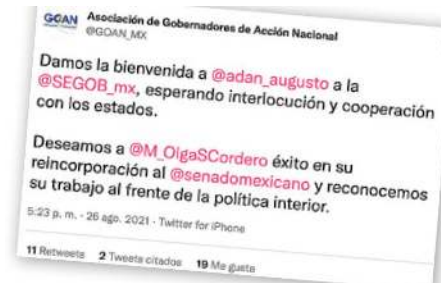 GOAN Asociación de Gobernadores de Acción Nacional
@GOAN_MX
Damos la bienvenida a @adan_augusto a la
@SEGOB_mx, esperando interlocución y cooperación
con los estados.
Deseamos a @M_OlgaSCordero éxito en su
reincorporación al @senadomexicano y reconocemos
su trabajo al frente de la política interior.
5:23 p. m. · 26 ago. 2021 · Twitter for iPhone
11 Retweets 2 Tweets citados 19 Me gusta